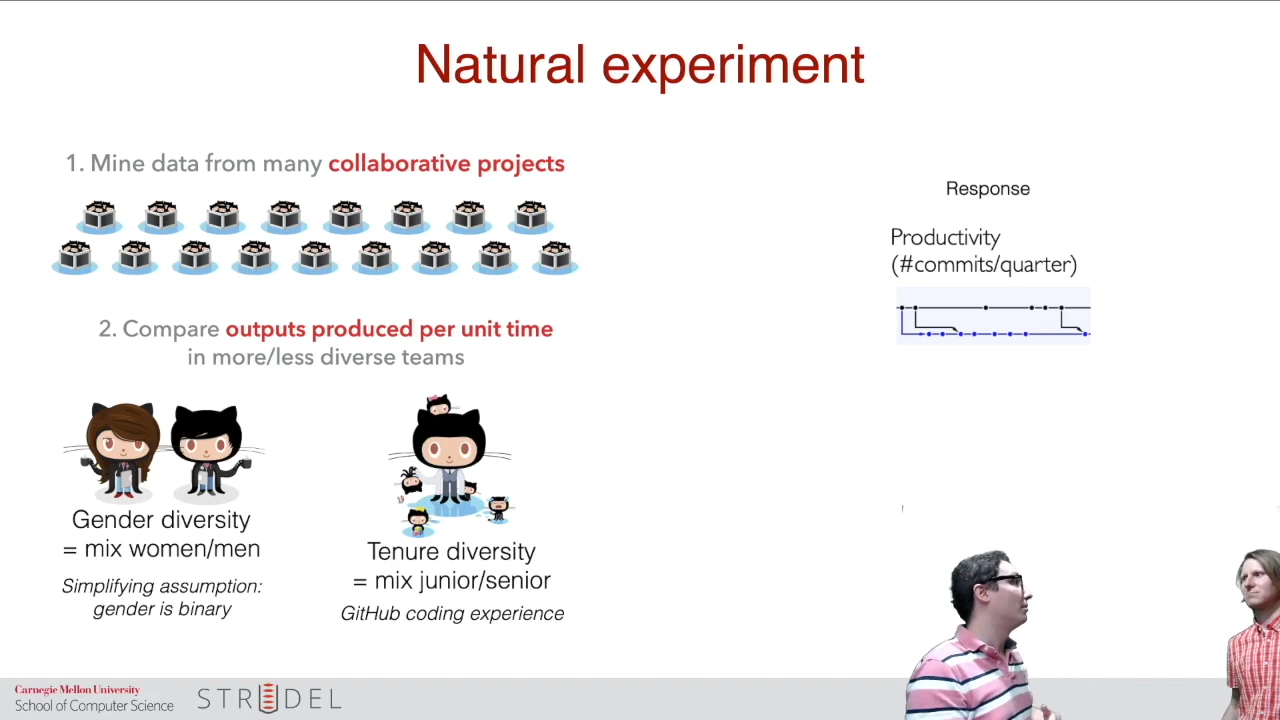 Natural experiment
1. Mine data from many collaborative projects
2. Compare outputs produced per unit time
in more/less diverse teams
Gender diversity
= mix women/men
Simplifying assumption:
gender is binary
Tenure diversity
= mix junior/senior
GitHub coding experience
Response
Productivity
(#commits/quarter)
Carnegie Mellon University
School of Computer Science
STRUDEL